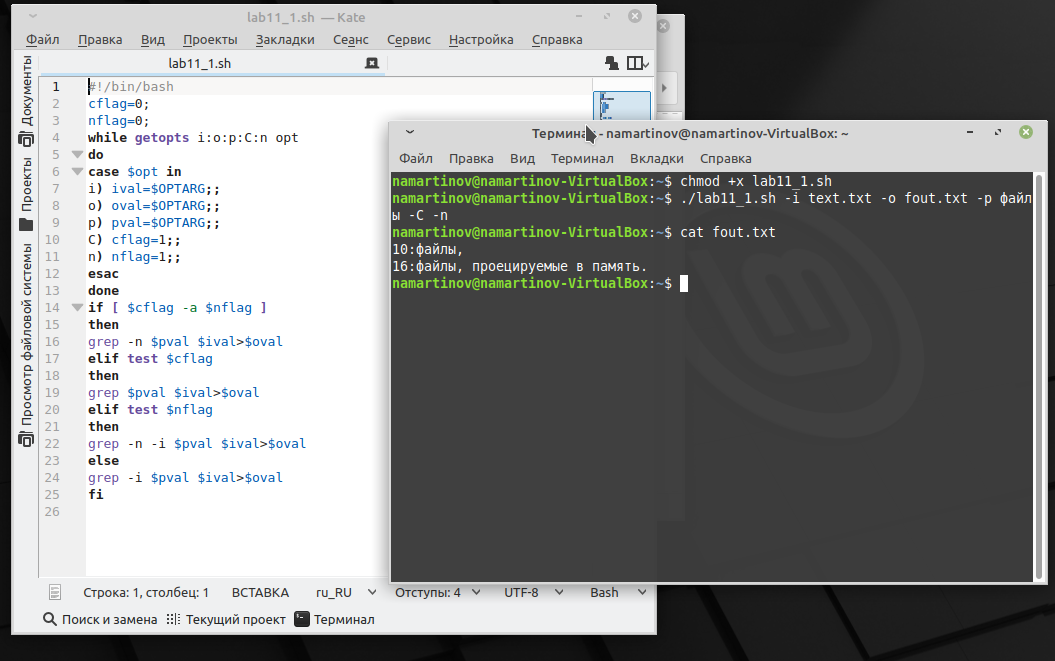 lab11_1.sh — Kate
Файл Правка Вид Проекты Закладки Сеанс Сервис Настройка Справка
lab11_1.sh
Документы
Проекты
Просмотр файловой системы
1 #!/bin/bash
2 cflag=0;
3 nflag=0;
4 while getopts i:o:p:C:n opt
5 do
6 case $opt in
7 i) ival=$OPTARG;;
8 o) oval=$OPTARG;;
9 p) pval=$OPTARG;;
10 C) cflag=1;;
11 n) nflag=1;;
12 esac
13 done
14 if [ $cflag -a $nflag ]
15 then
16 grep -n $pval $ival>$oval
17 elif test $cflag
18 then
19 grep $pval $ival>$oval
20 elif test $nflag
21 then
22 grep -n -i $pval $ival>$oval
23 else
24 grep -i $pval $ival>$oval
25 fi
26
Строка: 1, столбец: 1 ВСТАВКА ru_RU Отступы: 4 UTF-8 Bash
Поиск и замена Текущий проект Терминал
Терминал - namartinov@namartinov-VirtualBox: ~
Файл Правка Вид Терминал Вкладки Справка
namartinov@namartinov-VirtualBox:~$ chmod +x lab11_1.sh
namartinov@namartinov-VirtualBox:~$ ./lab11_1.sh -i text.txt -o fout.txt -p файл
ы -C -n
namartinov@namartinov-VirtualBox:~$ cat fout.txt
10:файлы,
16:файлы, проецируемые в память.
namartinov@namartinov-VirtualBox:~$